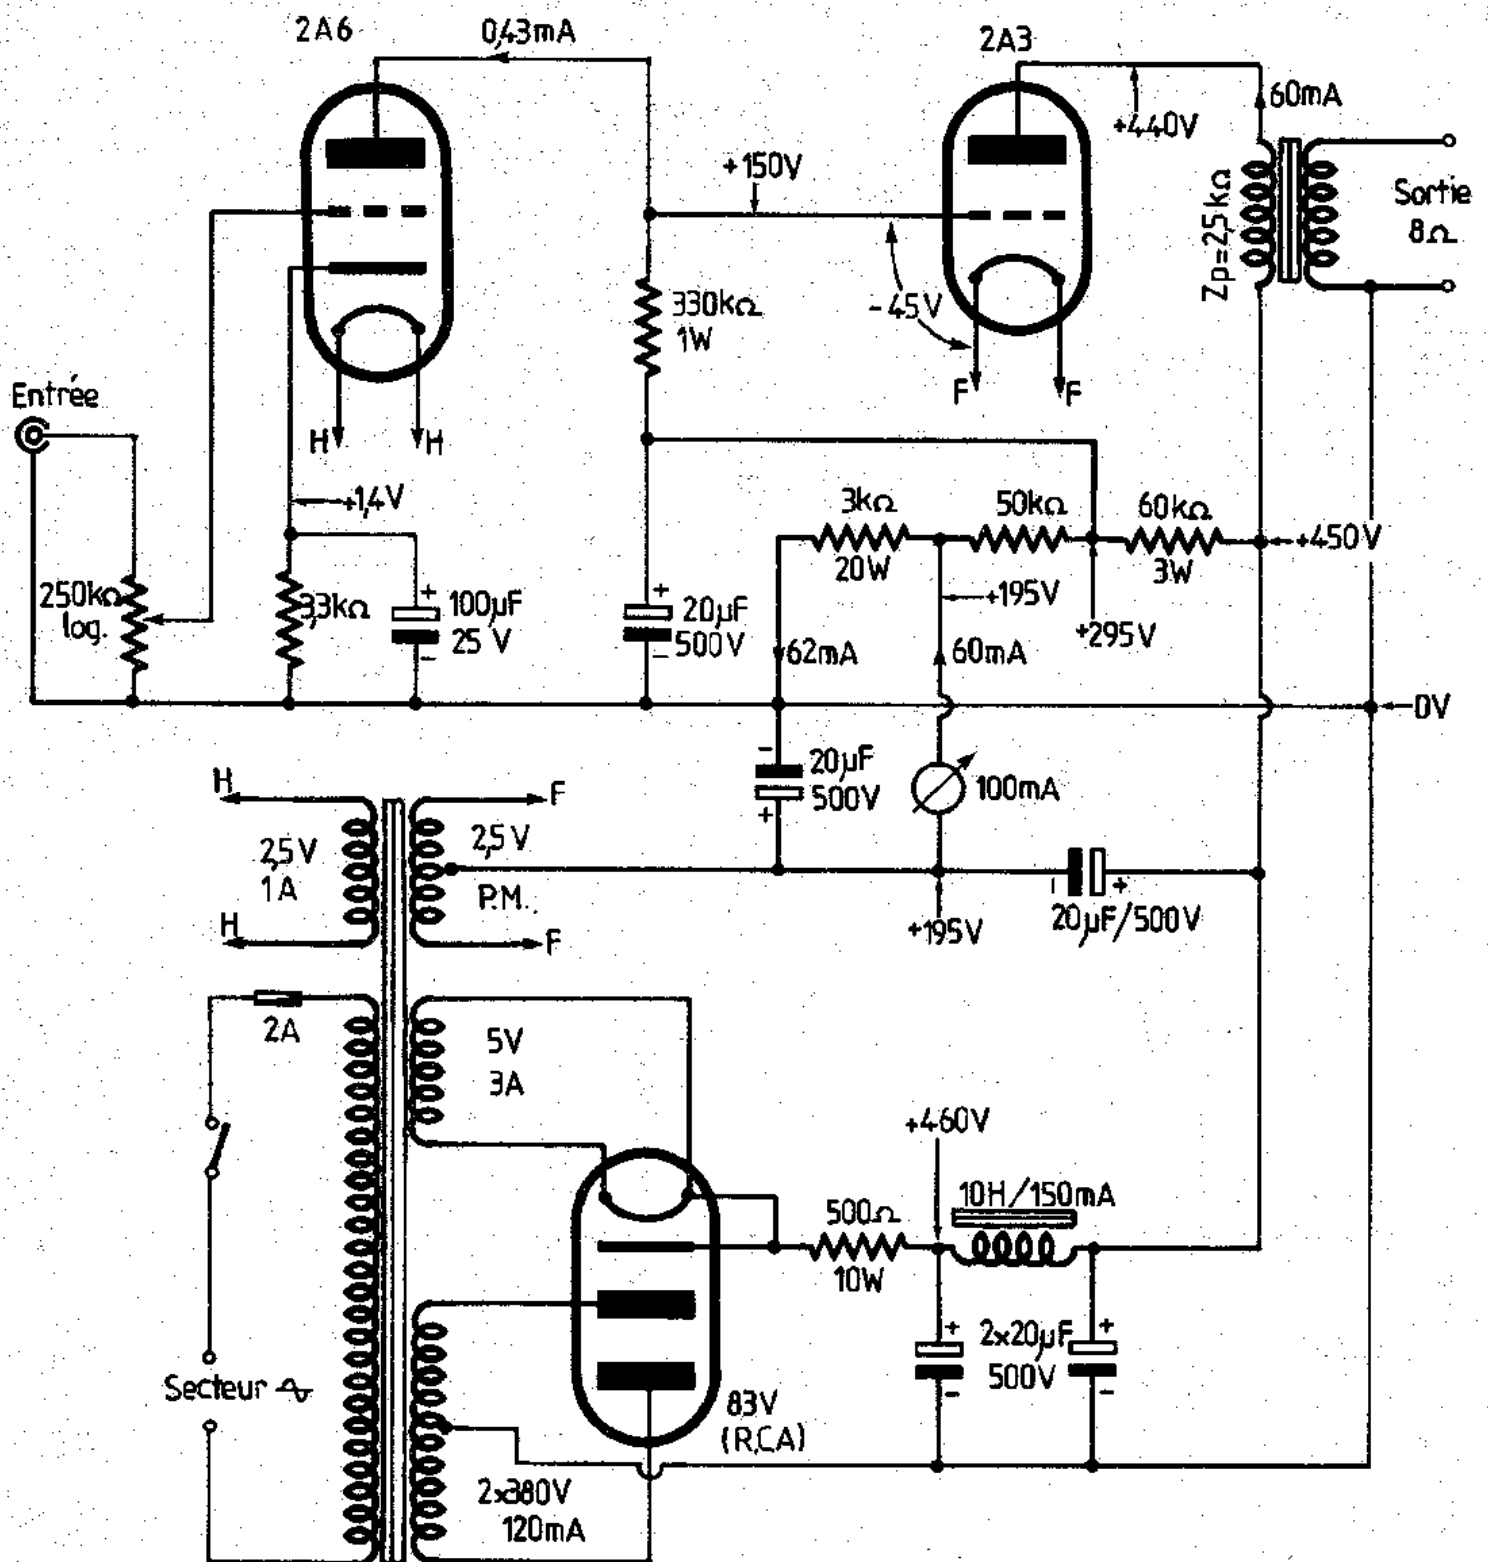 2A6
0,43mA
2A3
+440V
60mA
+150V
Zp=2,5kΩ
Sortie
8Ω
330kΩ
1W
-45V
F
F
Entrée
H
H
+1,4V
3kΩ
20W
50kΩ
60kΩ
3W
+450V
250kΩ
log.
3,3kΩ
100µF
25V
20µF
500V
+195V
+295V
62mA
60mA
0V
+
-
+
-
H
F
2,5V
1A
2,5V
P.M.
-
20µF
500V
+
100mA
-
+
20µF/500V
H
F
+195V
2A
5V
3A
+460V
10H/150mA
500Ω
10W
+
2x20µF
500V
+
-
-
Secteur
83V
(R.C.A)
2x380V
120mA